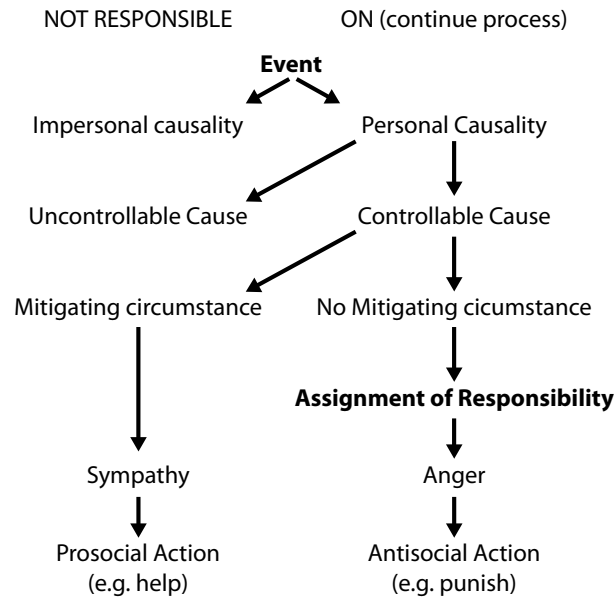 NOT RESPONSIBLE
ON (continue process)
Event
Impersonal causality
Personal Causality
Uncontrollable Cause
Controllable Cause
Mitigating circumstance
No Mitigating cicumstance
Assignment of Responsibility
Sympathy
Anger
Prosocial Action
(e.g. help)
Antisocial Action
(e.g. punish)